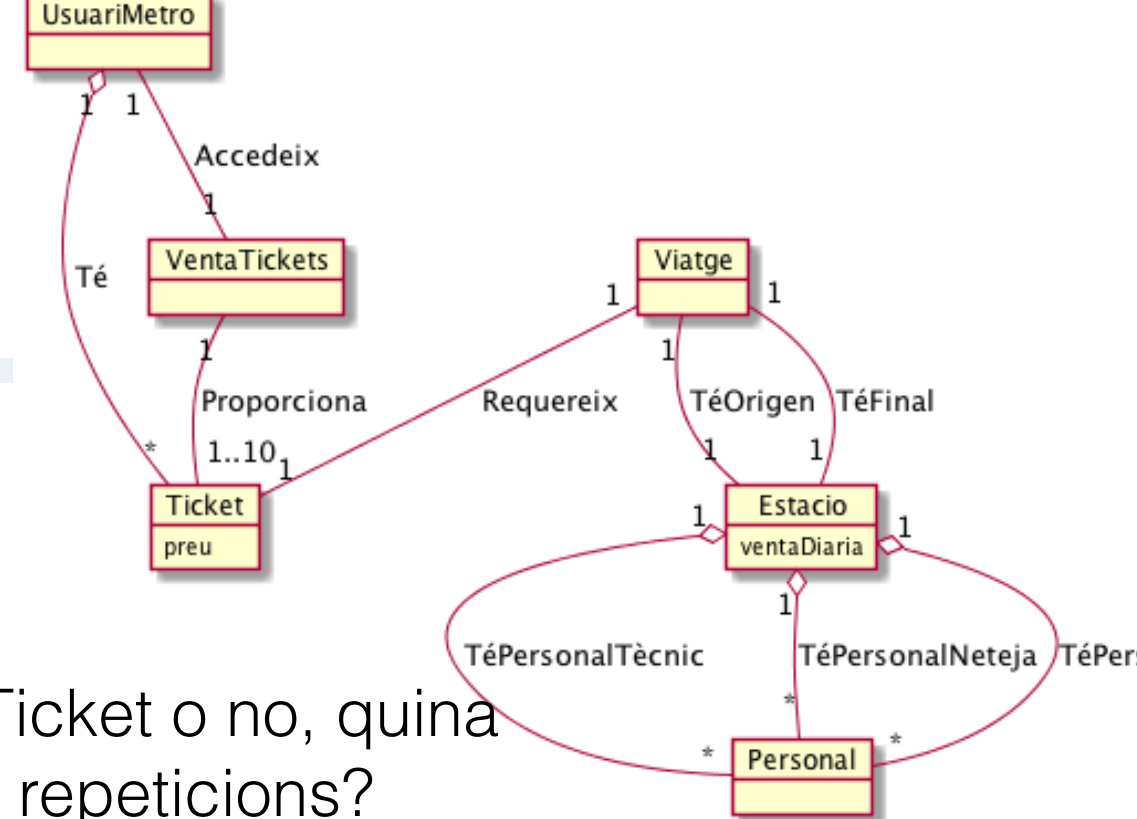 UsuariMetro
1 1
Accedeix
1
VentaTickets
Viatge
Té
1 1
1 1
Proporciona
Requereix
TéOrigen
TéFinal
* 1..10 1
1 1
Ticket
preu
Estacio
ventaDiaria
1 1
1
TéPersonalTècnic
TéPersonalNeteja
Ticket o no, quina
*
* *
Personal
repeticions?